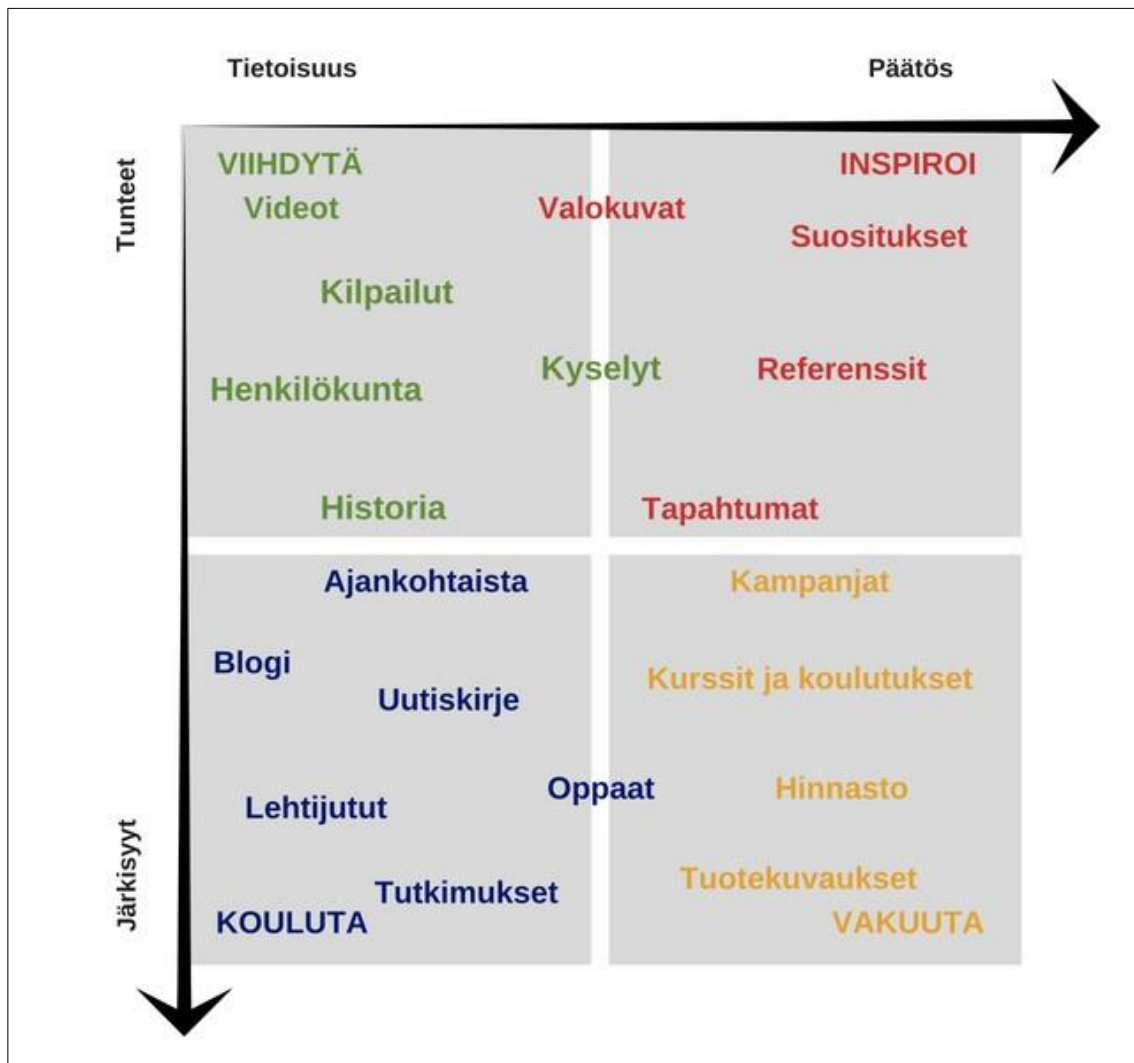 Tietoisuus
Päätös
Tunteet
VIIHDYTÄ
INSPIROI
Videot
Valokuvat
Suositukset
Kilpailut
Kyselyt
Referenssit
Henkilökunta
Historia
Tapahtumat
Ajankohtaista
Kampanjat
Blogi
Kurssit ja koulutukset
Uutiskirje
Oppaat
Hinnasto
Lehtijutut
Järkisyyt
Tuotekuvaukset
Tutkimukset
KOULUTA
VAKUUTA